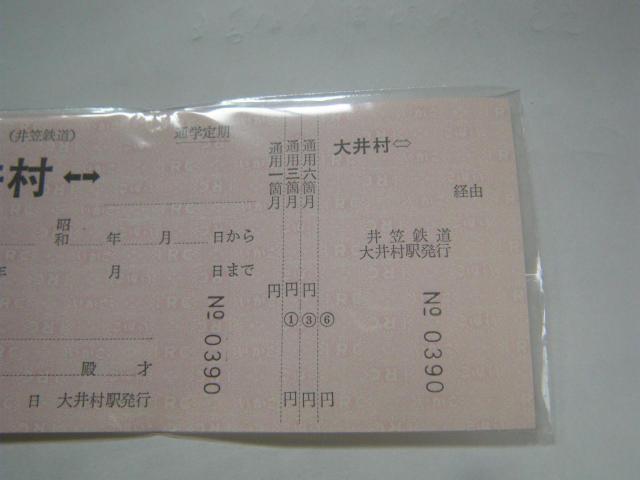 （井笠鉄道）
通学定期
井村 ↔
昭和 年 月 日から
年 月 日まで
殿 才
日 大井村駅発行
№ 0390
通用一箇月 円
通用三箇月 円 ① 円
通用六箇月 円 ③ 円
⑥ 円
大井村 ⇔
経由
井笠鉄道
大井村駅発行
№ 0390